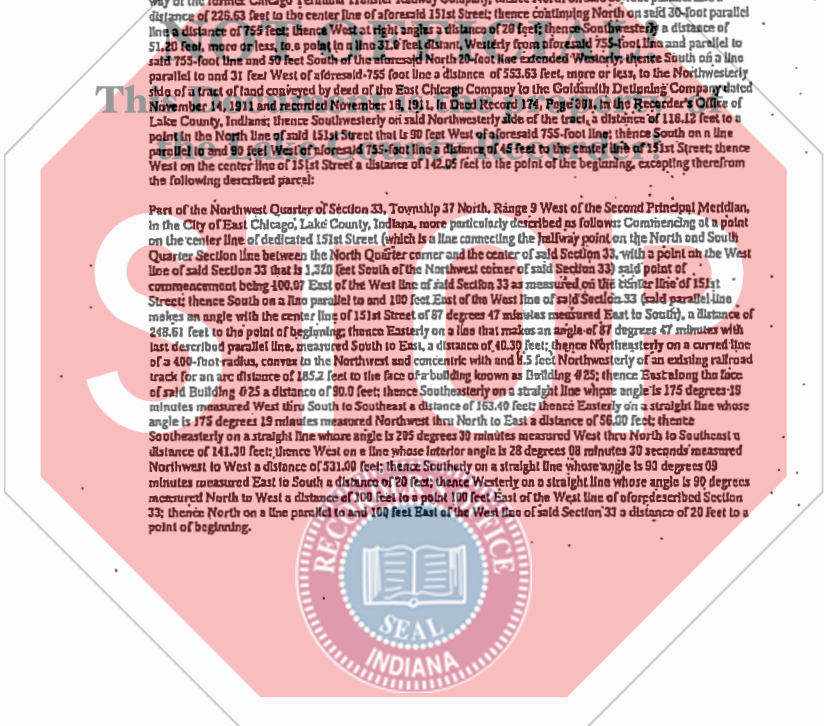 way of the former Chicago Terminal Transfer Railway Company; thence North on said 30-foot parallel
distance of 226.63 feet to the center line of aforesaid 151st Street; thence continuing North on said 30-foot parallel
line a distance of 755 feet; thence West at right angles a distance of 20 feet; thence Southwesterly a distance of
51.20 feet, more or less, to a point in a line 31.0 feet distant, Westerly from aforesaid 755-foot line and parallel to
said 755-foot line and 50 feet South of the aforesaid North 20-foot line extended Westerly; thence South on a line
parallel to and 31 feet West of aforesaid 755 foot line a distance of 553.63 feet, more or less, to the Northwesterly
side of a tract of land conveyed by deed of the East Chicago Company to the Goldsmith Detinning Company dated
November 14, 1911 and recorded November 18, 1911, in Deed Record 174, Page 301, in the Recorder's Office of
Lake County, Indiana; thence Southwesterly on said Northwesterly side of the tract, a distance of 118.12 feet to a
point in the North line of said 151st Street that is 90 feet West of aforesaid 755-foot line; thence South on a line
parallel to and 90 feet West of aforesaid 755-foot line a distance of 45 feet to the center line of 151st Street; thence
West on the center line of 151st Street a distance of 142.05 feet to the point of the beginning, excepting therefrom
the following described parcel:
Part of the Northwest Quarter of Section 33, Township 37 North, Range 9 West of the Second Principal Meridian,
in the City of East Chicago, Lake County, Indiana, more particularly described as follows: Commencing at a point
on the center line of dedicated 151st Street (which is a line connecting the halfway point on the North and South
Quarter Section line between the North Quarter corner and the center of said Section 33, with a point on the West
line of said Section 33 that is 1,320 feet South of the Northwest corner of said Section 33) said point of
commencement being 100.07 East of the West line of said Section 33 as measured on the center line of 151st
Street; thence South on a line parallel to and 100 feet East of the West line of said Section 33 (said parallel line
makes an angle with the center line of 151st Street of 87 degrees 47 minutes measured East to South), a distance of
248.61 feet to the point of beginning; thence Easterly on a line that makes an angle of 87 degrees 47 minutes with
last described parallel line, measured South to East, a distance of 40.30 feet; thence Northeasterly on a curved line
of a 400-foot radius, convex to the Northwest and concentric with and 8.5 feet Northwesterly of an existing railroad
track for an arc distance of 185.2 feet to the face of a building known as Building #25; thence East along the face
of said Building #25 a distance of 90.0 feet; thence Southeasterly on a straight line whose angle is 175 degrees 19
minutes measured West thru South to Southeast a distance of 163.40 feet; thence Easterly on a straight line whose
angle is 175 degrees 19 minutes measured Northwest thru North to East a distance of 56.00 feet; thence
Southeasterly on a straight line whose angle is 205 degrees 30 minutes measured West thru North to Southeast a
distance of 141.30 feet; thence West on a line whose interior angle is 28 degrees 08 minutes 30 seconds measured
Northwest to West a distance of 531.00 feet; thence Southerly on a straight line whose angle is 90 degrees 09
minutes measured East to South a distance of 20 feet; thence Westerly on a straight line whose angle is 90 degrees
measured North to West a distance of 200 feet to a point 100 feet East of the West line of aforedescribed Section
33; thence North on a line parallel to and 100 feet East of the West line of said Section 33 a distance of 20 feet to a
point of beginning.
STOP
RECORDER'S OFFICE
SEAL
INDIANA